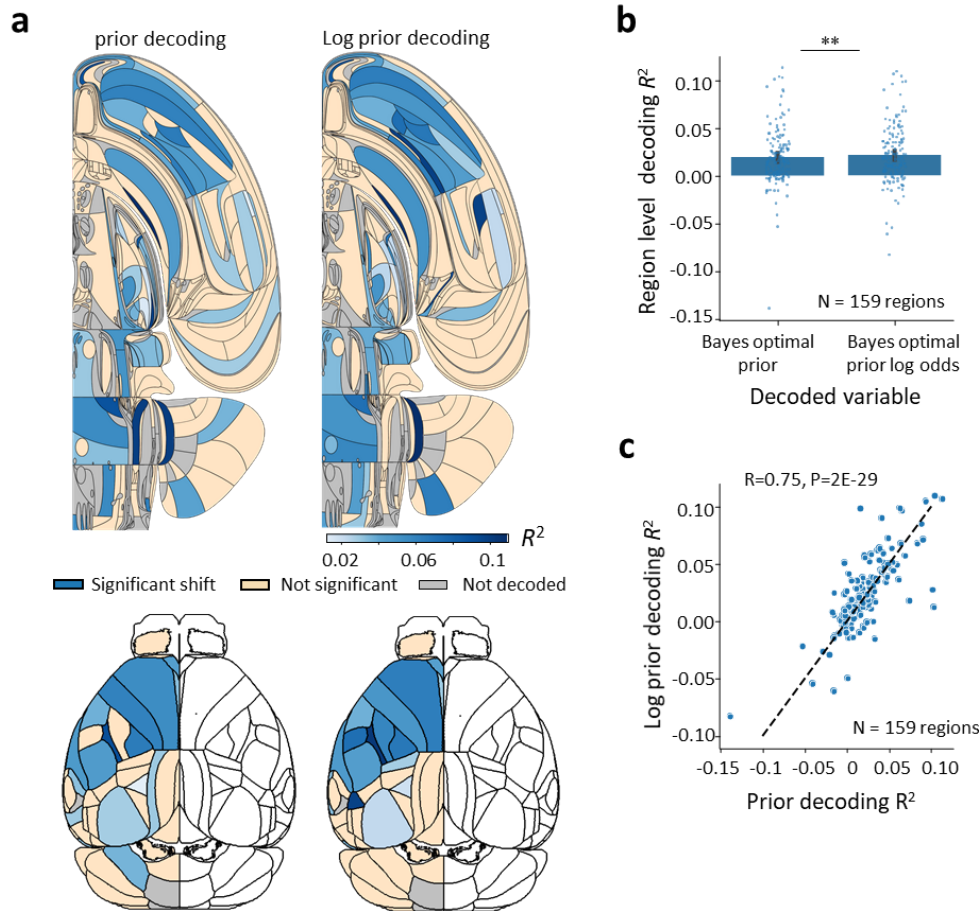 a
prior decoding
Log prior decoding
0.02
0.06
0.1
R²
Significant shift
Not significant
Not decoded
b
**
Region level decoding R²
0.10
0.05
0.00
-0.05
-0.10
-0.15
N = 159 regions
Bayes optimal
prior
Bayes optimal
prior log odds
Decoded variable
c
R=0.75, P=2E-29
Log prior decoding R²
0.10
0.05
0.00
-0.05
-0.10
N = 159 regions
-0.15
-0.1
-0.05
0
0.05
0.10
Prior decoding R²